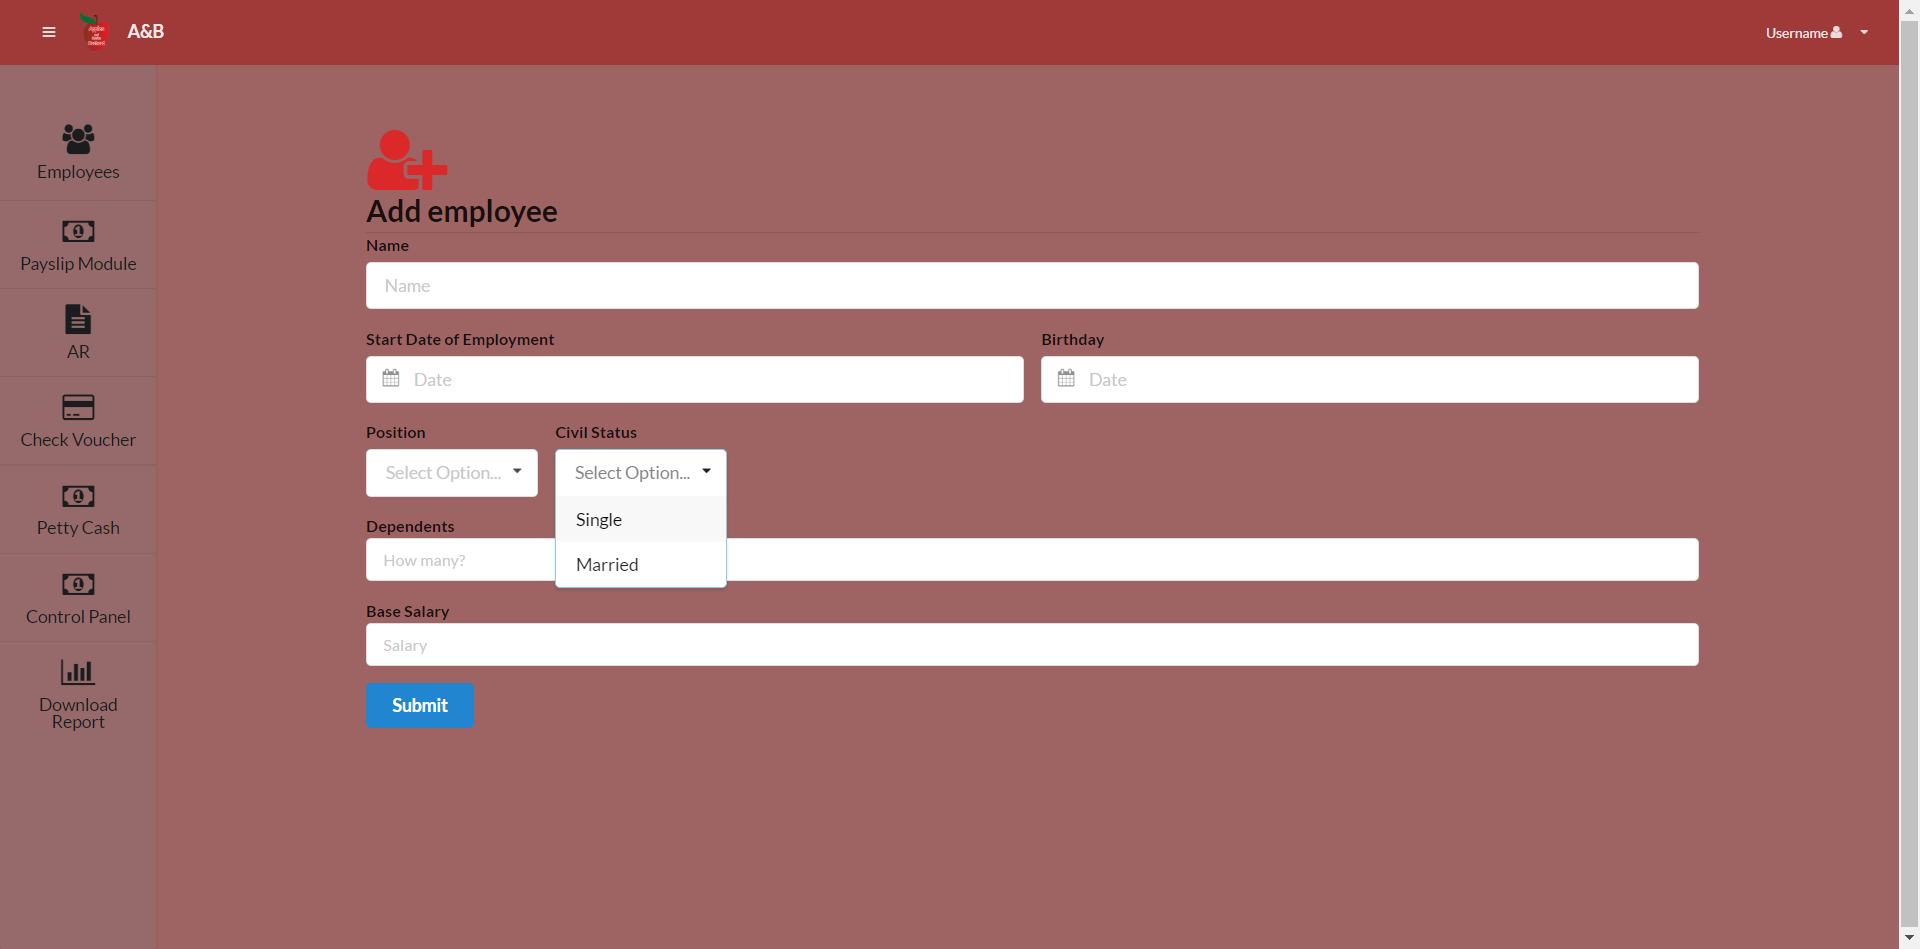 A&B
Username
Employees
Payslip Module
AR
Check Voucher
Petty Cash
Control Panel
Download
Report
Add employee
Name
Name
Start Date of Employment
Birthday
Date
Date
Position
Civil Status
Select Option...
Select Option...
Single
Married
Dependents
How many?
Base Salary
Salary
Submit